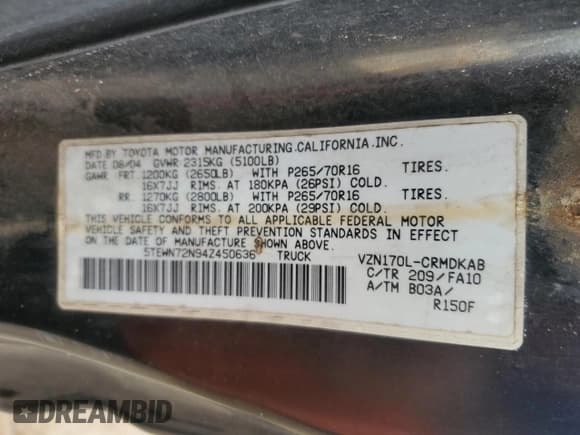 MFD BY TOYOTA MOTOR MANUFACTURING,CALIFORNIA,INC.
DATE 08/04 GVWR 2315KG (5100LB)
GAWR FRT 1200KG (2650LB) WITH P265/70R16 TIRES.
16X7JJ RIMS. AT 180KPA (26PSI) COLD.
RR. 1270KG (2800LB) WITH P265/70R16 TIRES.
16X7JJ RIMS. AT 200KPA (29PSI) COLD.
THIS VEHICLE CONFORMS TO ALL APPLICABLE FEDERAL MOTOR
VEHICLE SAFETY AND THEFT PREVENTION STANDARDS IN EFFECT
ON THE DATE OF MANUFACTURE SHOWN ABOVE.
5TEWN72N94Z450636 TRUCK VZN170L-CRMDKAB
C/TR 209/FA10
A/TM B03A/
R150F
DREAMBID